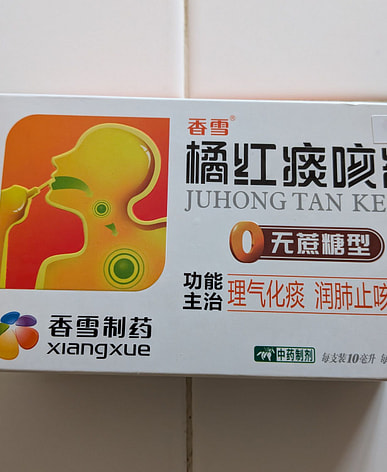 香雪®
橘红痰咳
JUHONG TAN KE
0 无蔗糖型
功能
主治
理气化痰 润肺止咳
香雪制药
xiangxue
中药制剂
每支装10毫升 每